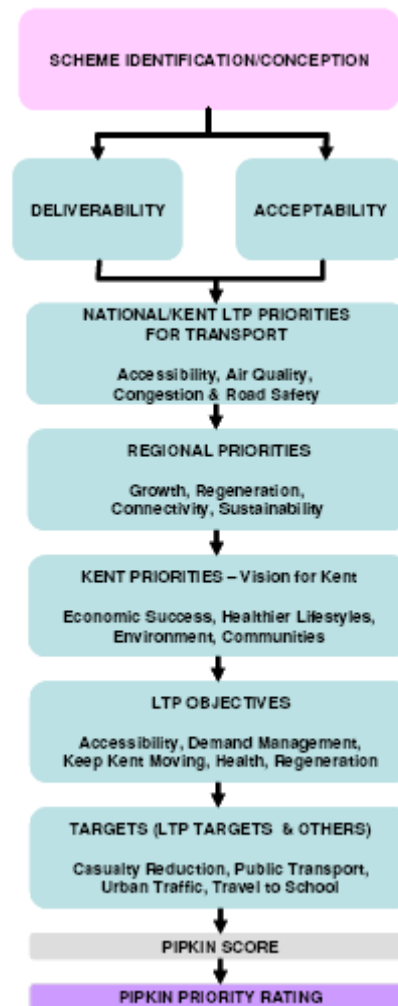 SCHEME IDENTIFICATION/CONCEPTION
DELIVERABILITY
ACCEPTABILITY
NATIONAL/KENT LTP PRIORITIES
FOR TRANSPORT
Accessibility, Air Quality,
Congestion & Road Safety
REGIONAL PRIORITIES
Growth, Regeneration,
Connectivity, Sustainability
KENT PRIORITIES – Vision for Kent
Economic Success, Healthier Lifestyles,
Environment, Communities
LTP OBJECTIVES
Accessibility, Demand Management,
Keep Kent Moving, Health, Regeneration
TARGETS (LTP TARGETS & OTHERS)
Casualty Reduction, Public Transport,
Urban Traffic, Travel to School
PIPKIN SCORE
PIPKIN PRIORITY RATING